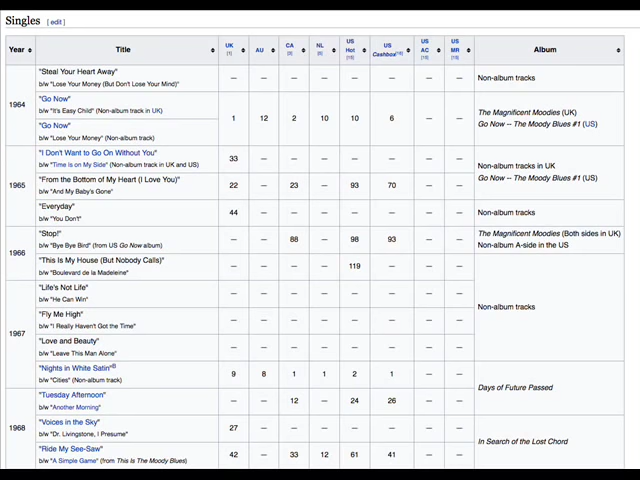 Singles [ edit ]
Year Title UK [1] AU CA [3] NL [5] US Hot [15] US Cashbox[16] US AC [15] US MR [15] Album
1964
"Steal Your Heart Away"
b/w "Lose Your Money (But Don't Lose Your Mind)"
— — — — — — — — Non-album tracks
"Go Now"
b/w "It's Easy Child" (Non-album track in UK)
"Go Now"
b/w "Lose Your Money" (Non-album track)
1 12 2 10 10 6 — —
The Magnificent Moodies (UK)
Go Now -- The Moody Blues #1 (US)
1965
"I Don't Want to Go On Without You"
b/w "Time Is on My Side" (Non-album track in UK and US)
33 — — — — — — —
"From the Bottom of My Heart (I Love You)"
b/w "And My Baby's Gone"
22 — 23 — 93 70 — —
Non-album tracks in UK
Go Now -- The Moody Blues #1 (US)
"Everyday"
b/w "You Don't"
44 — — — — — — — Non-album tracks
1966
"Stop!"
b/w "Bye Bye Bird" (from US Go Now album)
— — 88 — 98 93 — —
The Magnificent Moodies (Both sides in UK)
Non-album A-side in the US
"This Is My House (But Nobody Calls)"
b/w "Boulevard de la Madeleine"
— — — — 119 — — —
1967
"Life's Not Life"
b/w "He Can Win"
— — — — — — — —
Non-album tracks
"Fly Me High"
b/w "I Really Haven't Got the Time"
— — — — — — — —
"Love and Beauty"
b/w "Leave This Man Alone"
— — — — — — — —
"Nights in White Satin"B
b/w "Cities" (Non-album track)
9 8 1 1 2 1 — —
Days of Future Passed
1968
"Tuesday Afternoon"
b/w "Another Morning"
— — 12 — 24 26 — —
"Voices in the Sky"
b/w "Dr. Livingstone, I Presume"
27 — — — — — — —
In Search of the Lost Chord
"Ride My See-Saw"
b/w "A Simple Game" (from This Is The Moody Blues)
42 — 33 12 61 41 — —